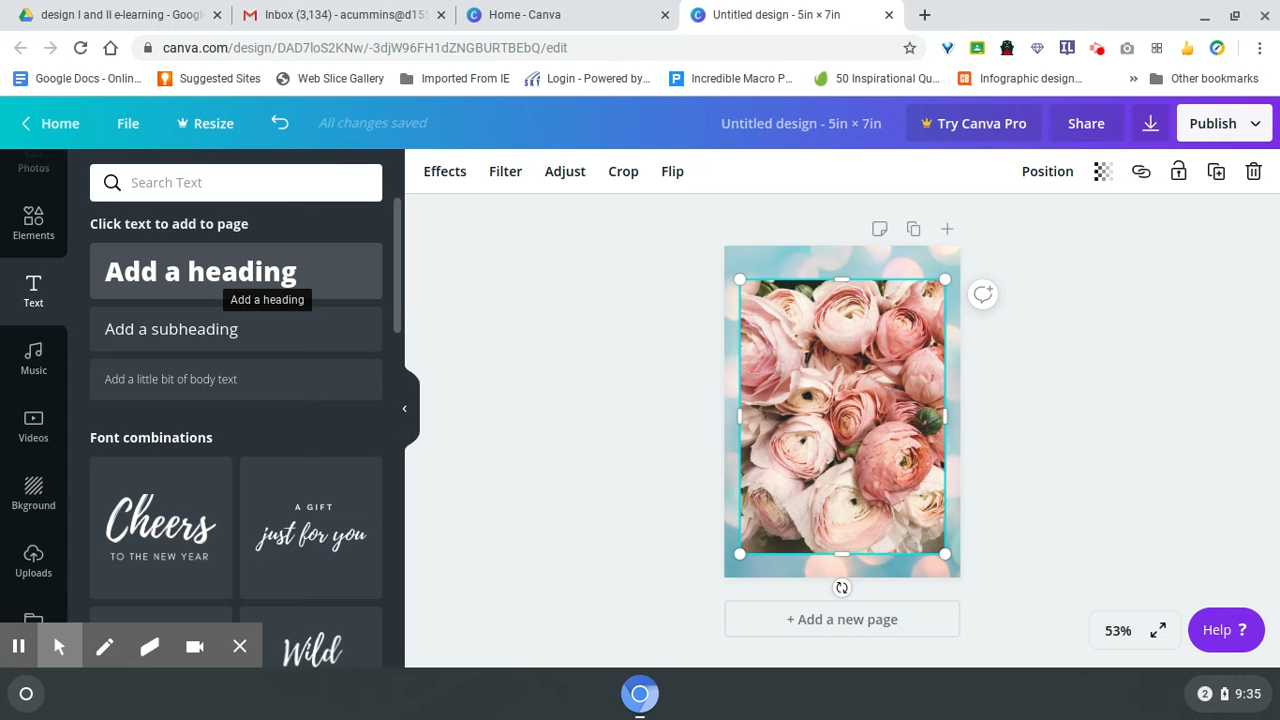 design I and II e-learning - Google
Inbox (3,134) - acummins@d15
Home - Canva
Untitled design - 5in × 7in
canva.com/design/DAD7loS2KNw/-3djW96FH1dZNGBURTBEbQ/edit
Google Docs - Onlin...
Suggested Sites
Web Slice Gallery
Imported From IE
Login - Powered by...
Incredible Macro P...
50 Inspirational Qu...
Infographic design...
»
Other bookmarks
Home
File
Resize
All changes saved
Untitled design - 5in × 7in
Try Canva Pro
Share
Publish
Photos
Elements
Text
Music
Videos
Bkground
Uploads
Search Text
Click text to add to page
Add a heading
Add a heading
Add a subheading
Add a little bit of body text
Font combinations
Cheers
TO THE NEW YEAR
A GIFT
just for you
Wild
Effects
Filter
Adjust
Crop
Flip
Position
+ Add a new page
53%
Help ?
2
9:35